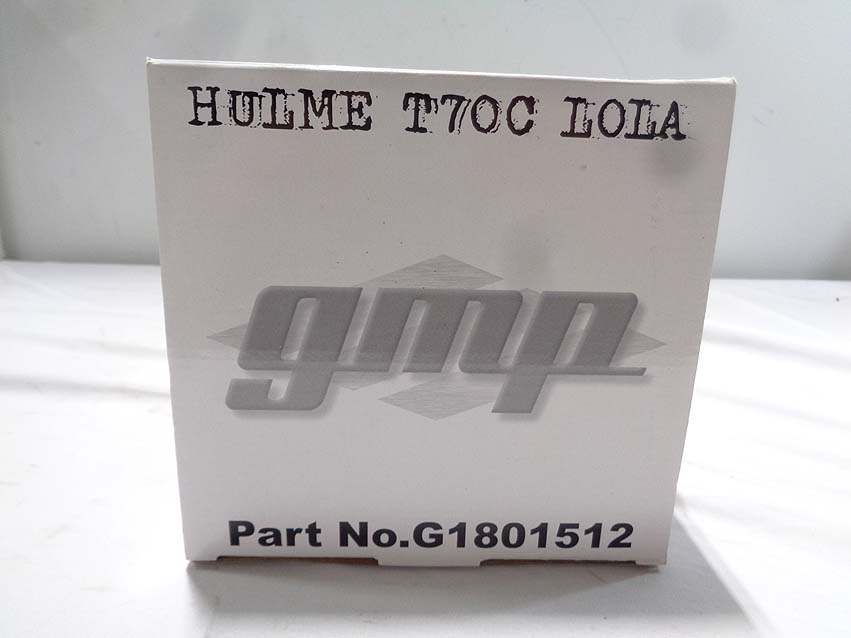 HULME T70C LOLA
gmp
Part No.G1801512